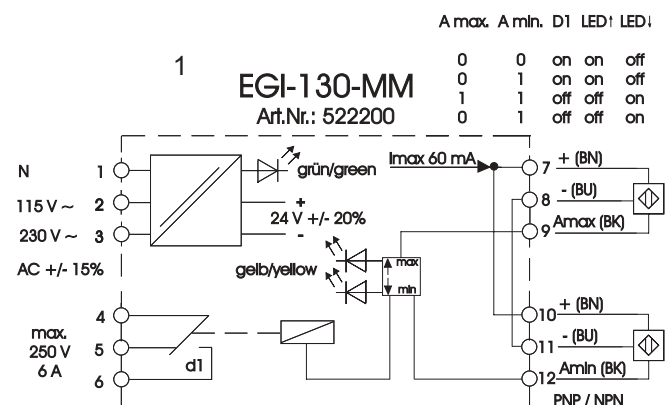 A max. A min. D1 LED↑ LED↓
0 0 on on off
0 1 on on off
1 1 off off on
0 1 off off on
1
EGI-130-MM
Art.Nr.: 522200
N 1
115 V ~ 2
230 V ~ 3
AC +/- 15%
grün/green
+
24 V +/- 20%
-
Imax 60 mA
7 + (BN)
8 - (BU)
9 Amax (BK)
gelb/yellow
max
min
max.
250 V
6 A
4
5
6
d1
10 + (BN)
11 - (BU)
12 Amin (BK)
PNP / NPN